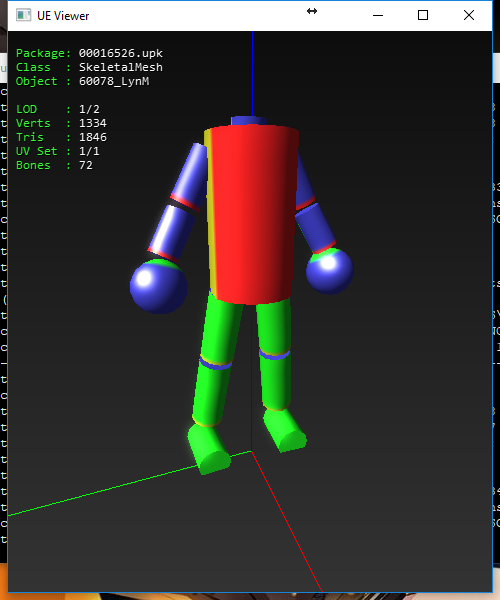 UE Viewer
Package: 00016526.upk
Class : SkeletalMesh
Object : 60078_LynM
LOD : 1/2
Verts : 1334
Tris : 1846
UV Set : 1/1
Bones : 72